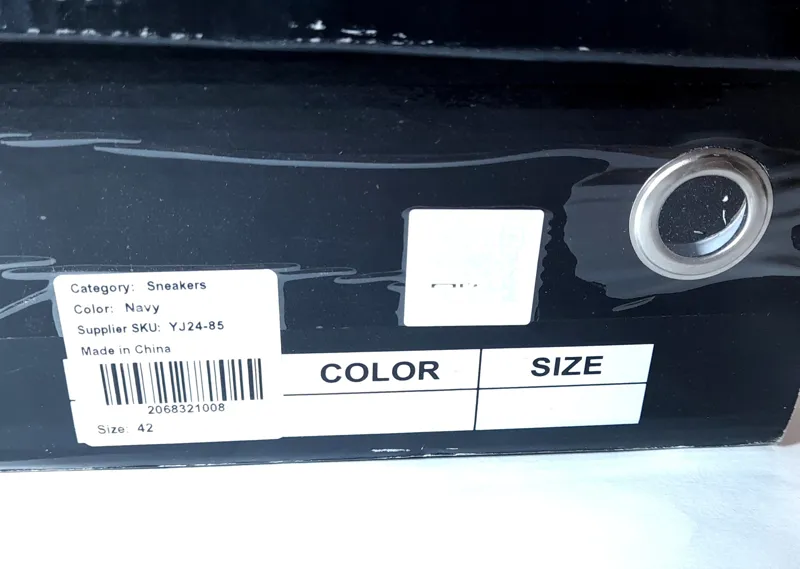 Category: Sneakers
Color: Navy
Supplier SKU: YJ24-85
Made in China
2068321008
Size: 42
COLOR SIZE